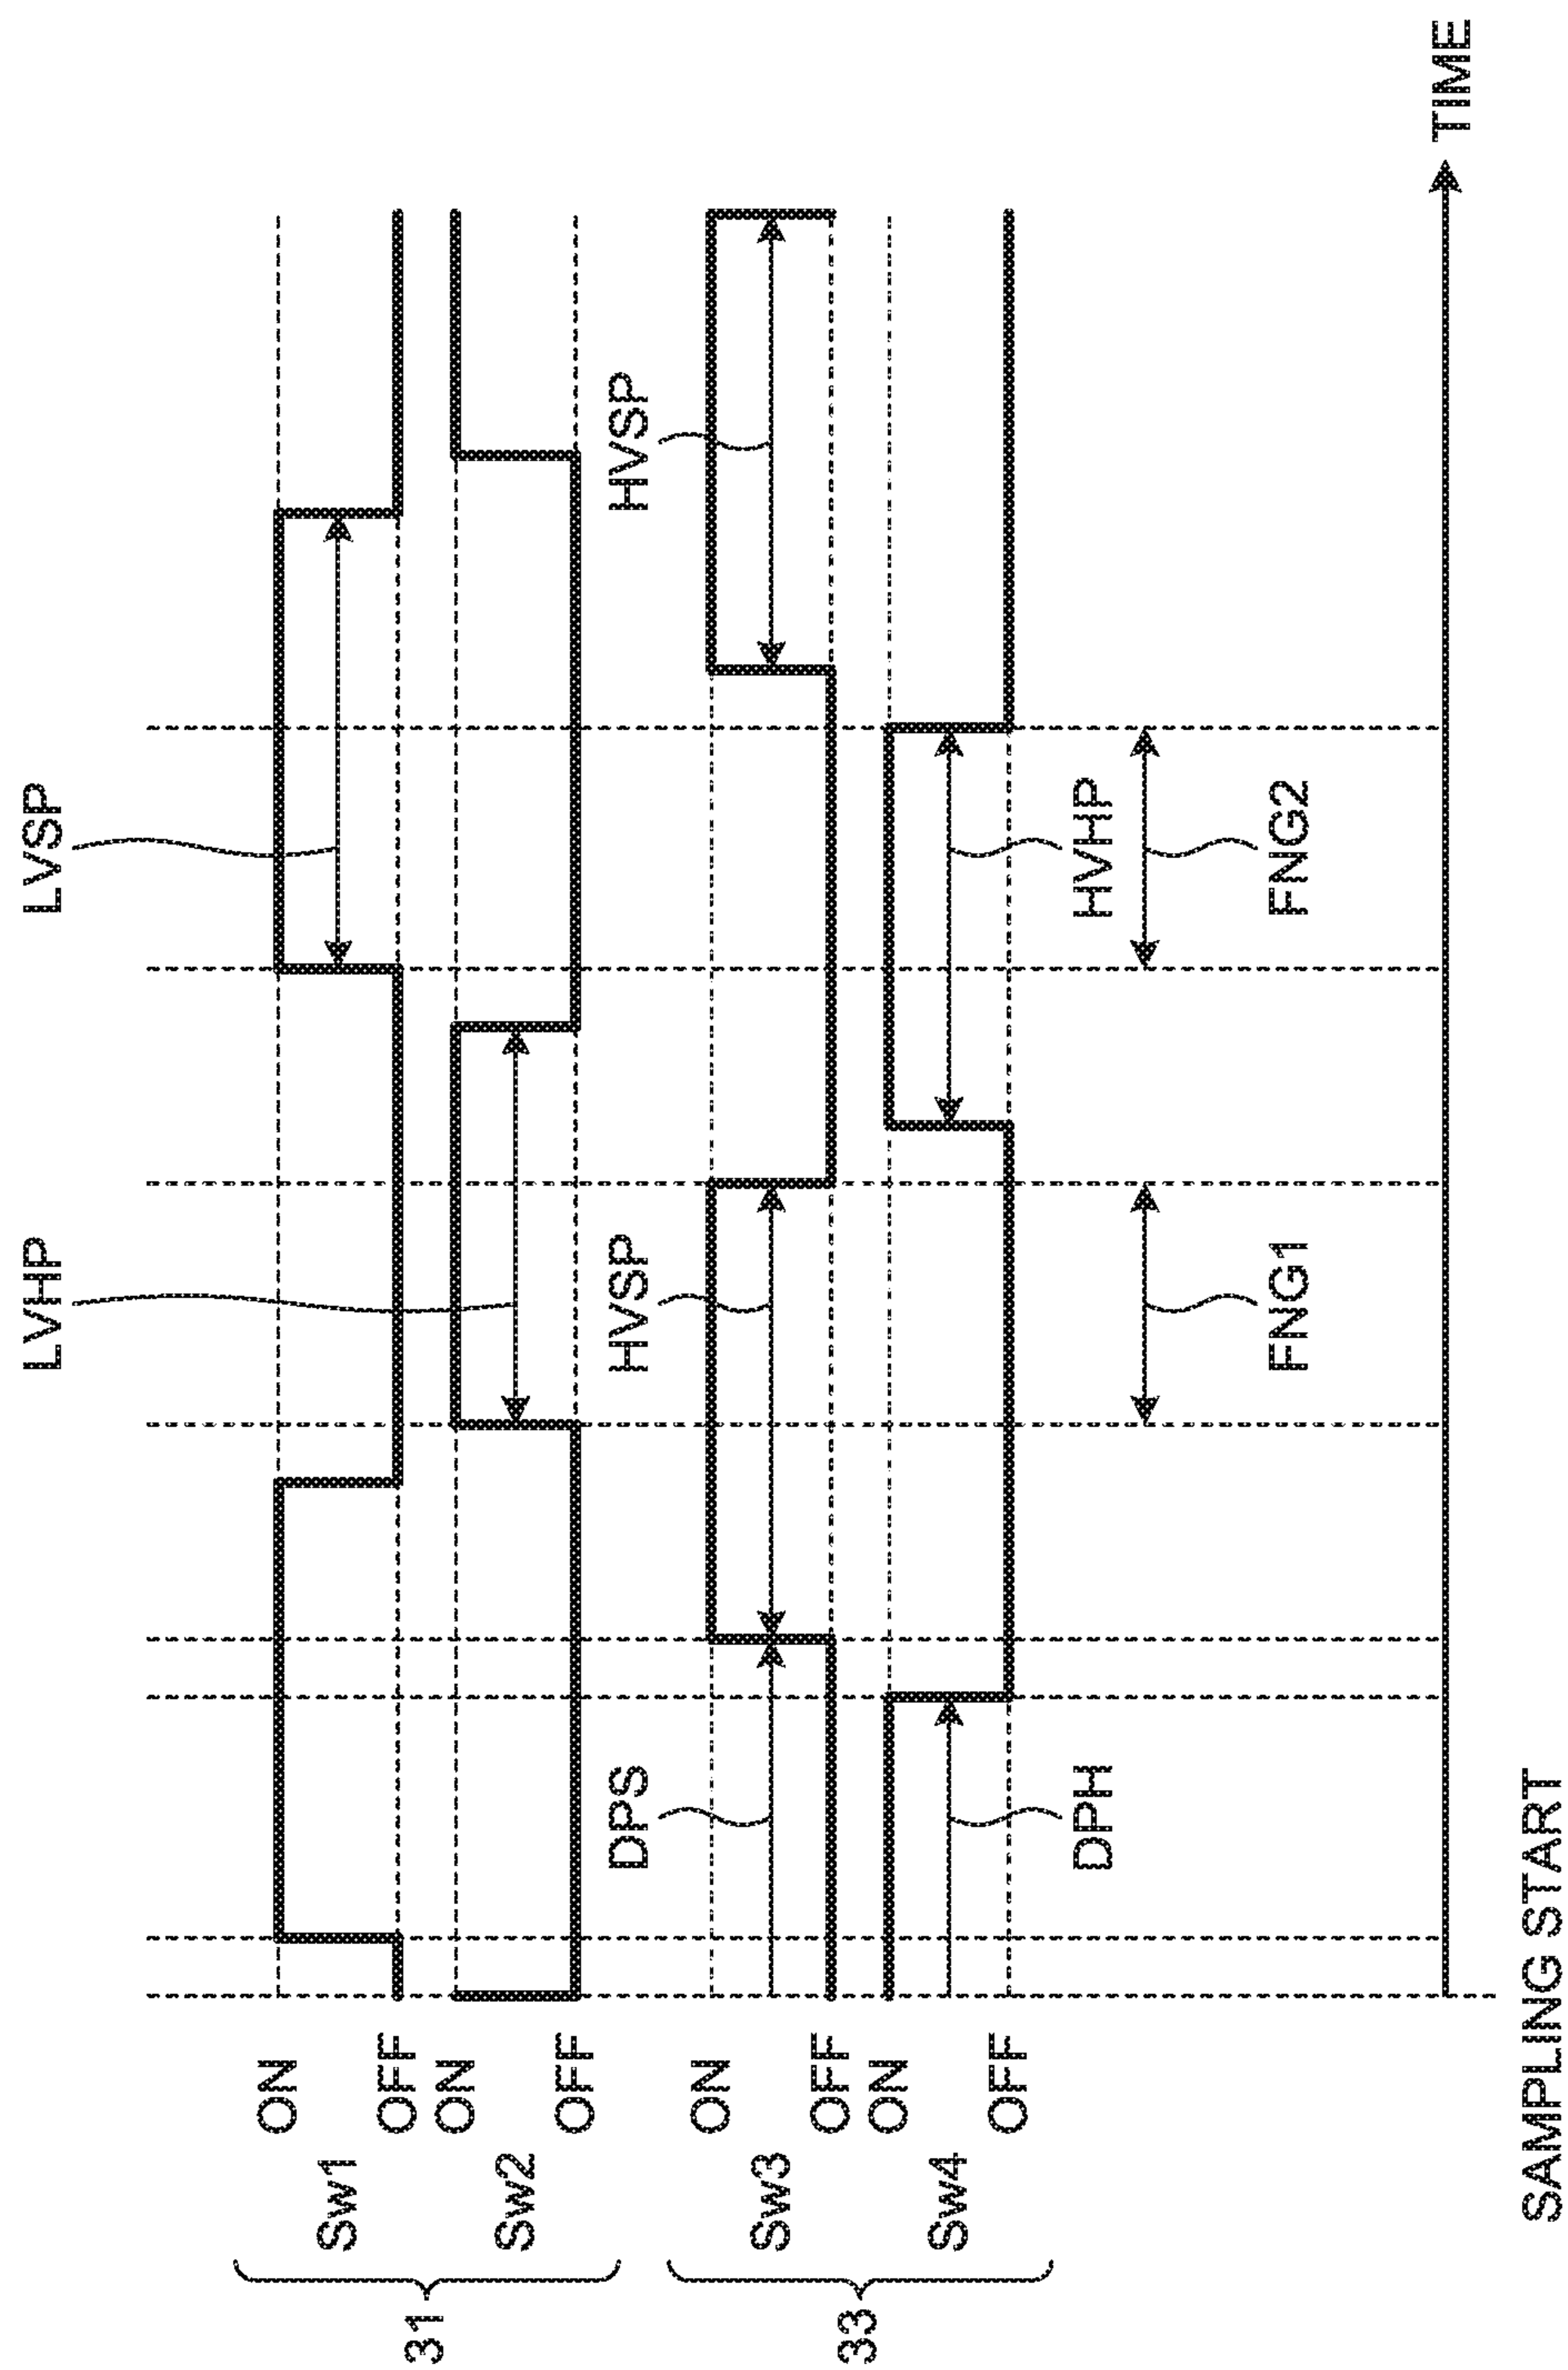 LVHP
LVSP
31
Sw1
ON
OFF
Sw2
ON
OFF
DPS
HVSP
HVSP
33
Sw3
ON
OFF
Sw4
ON
OFF
DPH
HVHP
FNG1
FNG2
TIME
SAMPLING START